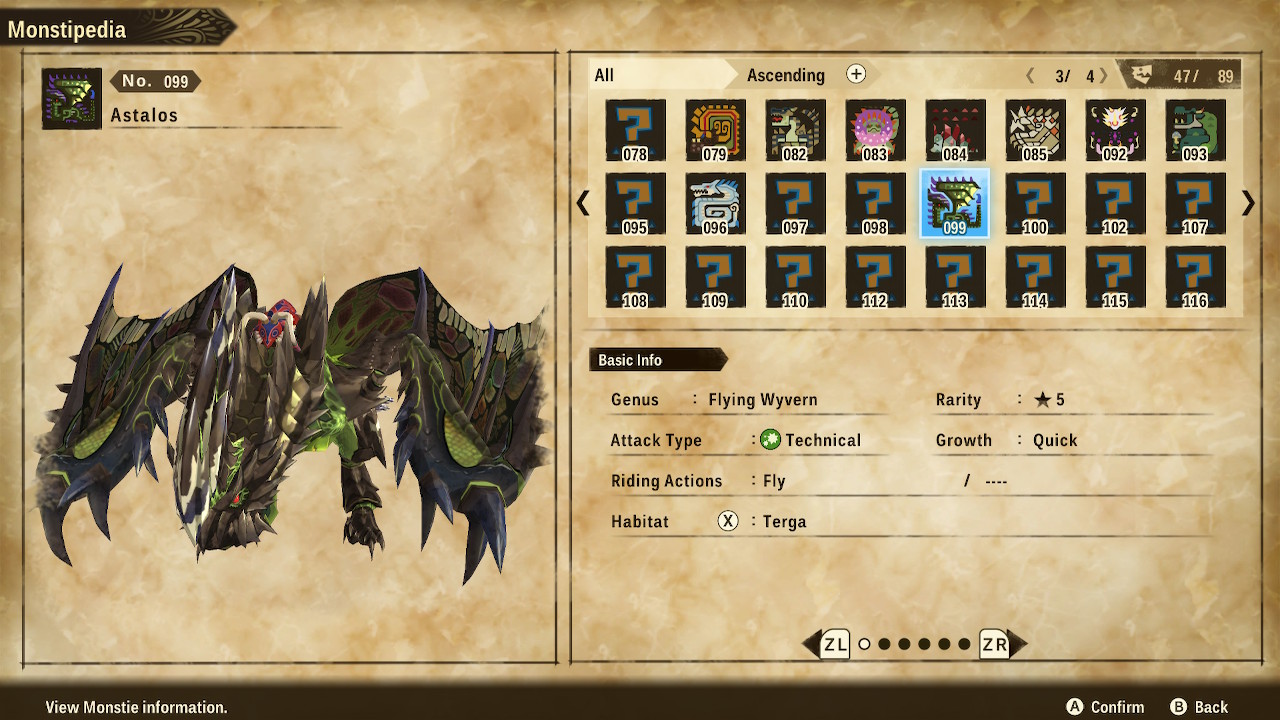 Monstipedia
No. 099
Astalos
All
Ascending
3/ 4
47/ 89
078 079 082 083 084 085 092 093
095 096 097 098 099 100 102 107
108 109 110 112 113 114 115 116
Basic Info
Genus : Flying Wyvern
Rarity : ★ 5
Attack Type : Technical
Growth : Quick
Riding Actions : Fly / ----
Habitat X : Terga
ZL ZR
View Monstie information.
A Confirm B Back